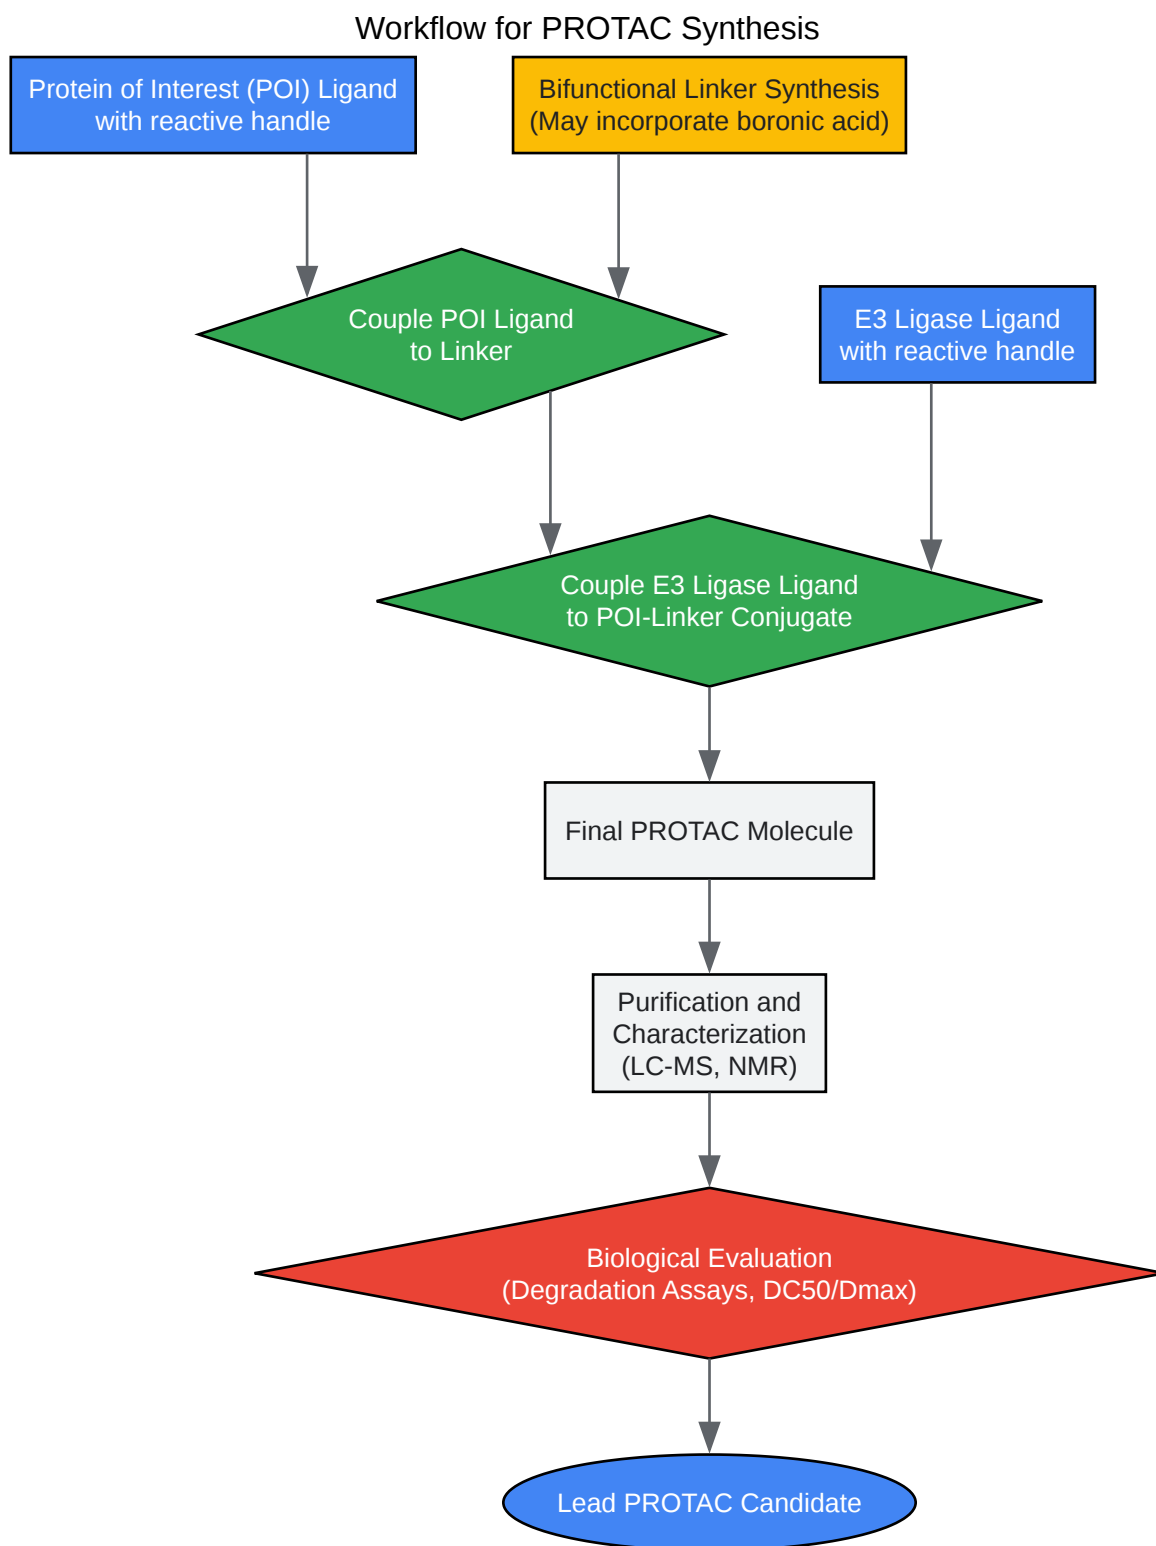 Workflow for PROTAC Synthesis
Protein of Interest (POI) Ligand
with reactive handle
Bifunctional Linker Synthesis
(May incorporate boronic acid)
Couple POI Ligand
to Linker
E3 Ligase Ligand
with reactive handle
Couple E3 Ligase Ligand
to POI-Linker Conjugate
Final PROTAC Molecule
Purification and
Characterization
(LC-MS, NMR)
Biological Evaluation
(Degradation Assays, DC50/Dmax)
Lead PROTAC Candidate